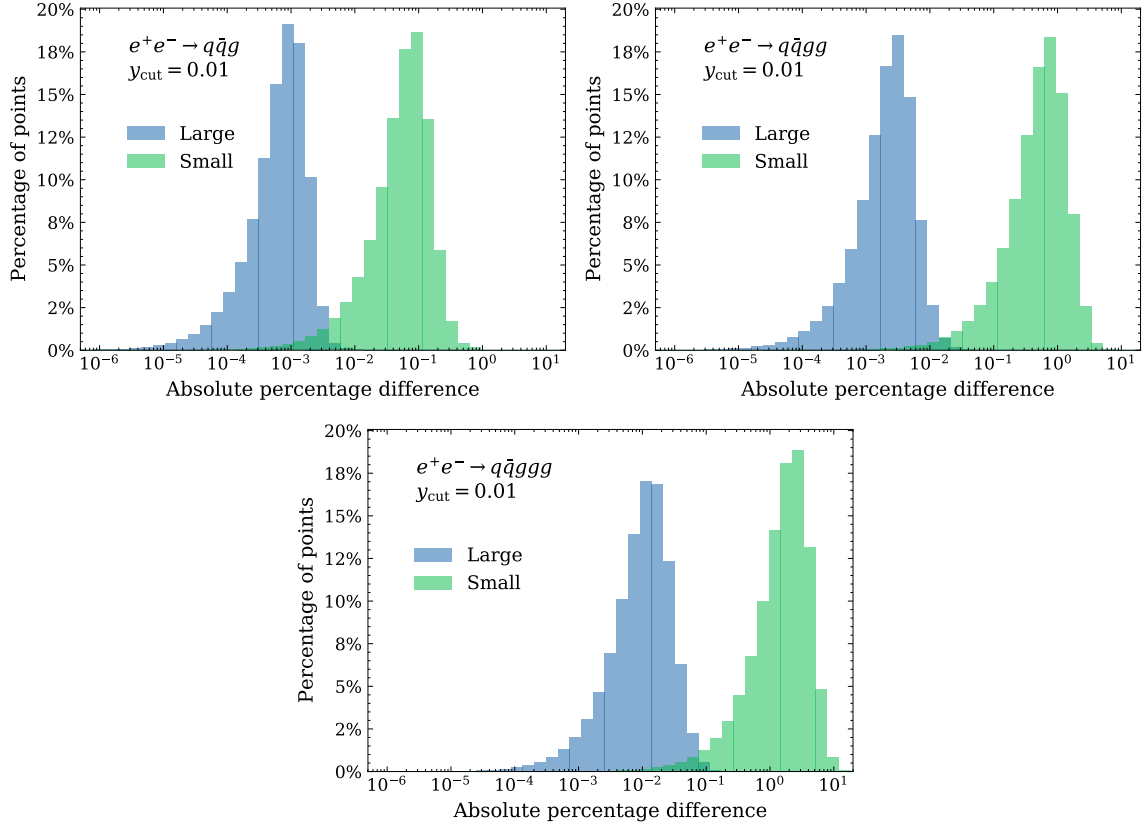 20%
18%
15%
12%
10%
8%
5%
2%
0%
Percentage of points
e⁺e⁻ → qq̄g
y_cut = 0.01
Large
Small
10⁻⁶ 10⁻⁵ 10⁻⁴ 10⁻³ 10⁻² 10⁻¹ 10⁰ 10¹
Absolute percentage difference
20%
18%
15%
12%
10%
8%
5%
2%
0%
Percentage of points
e⁺e⁻ → qq̄gg
y_cut = 0.01
Large
Small
10⁻⁶ 10⁻⁵ 10⁻⁴ 10⁻³ 10⁻² 10⁻¹ 10⁰ 10¹
Absolute percentage difference
20%
18%
15%
12%
10%
8%
5%
2%
0%
Percentage of points
e⁺e⁻ → qq̄ggg
y_cut = 0.01
Large
Small
10⁻⁶ 10⁻⁵ 10⁻⁴ 10⁻³ 10⁻² 10⁻¹ 10⁰ 10¹
Absolute percentage difference